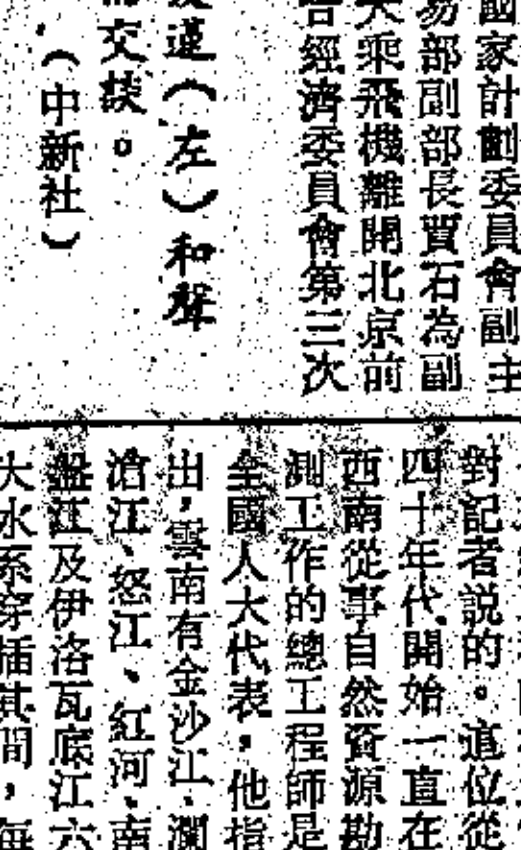 國家計劃委員會副主
易部副部長賈石為副
乘飛機離開北京前
經濟委員會第三次
遵（左）和聲
交談。
（中新社）
對記者説的。這位從
四十年代開始一直在
西南從事自然資源勘
測工作的總工程師是
全國人大代表，他指
出，雲南有金沙江、瀾
滄江、怒江、紅河、南
盤江及伊洛瓦底江六
大水系穿插其間，每